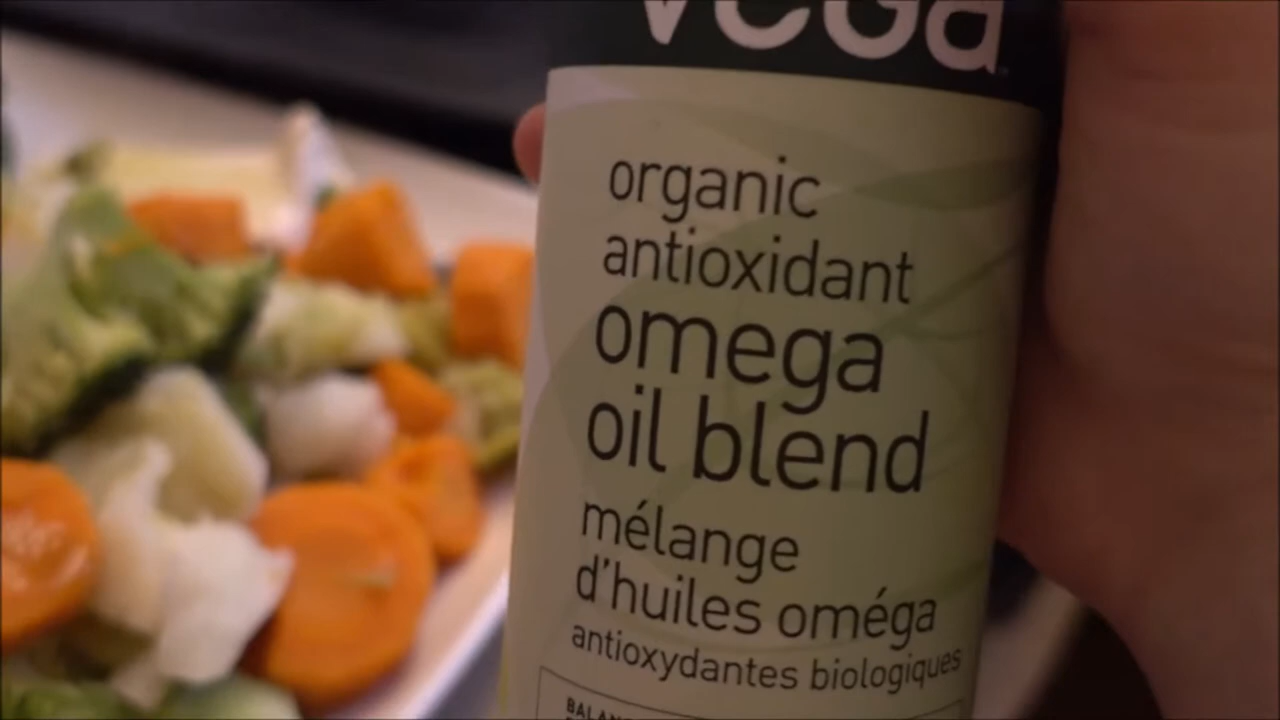 vega
organic
antioxidant
omega
oil blend
mélange
d'huiles oméga
antioxydantes biologiques